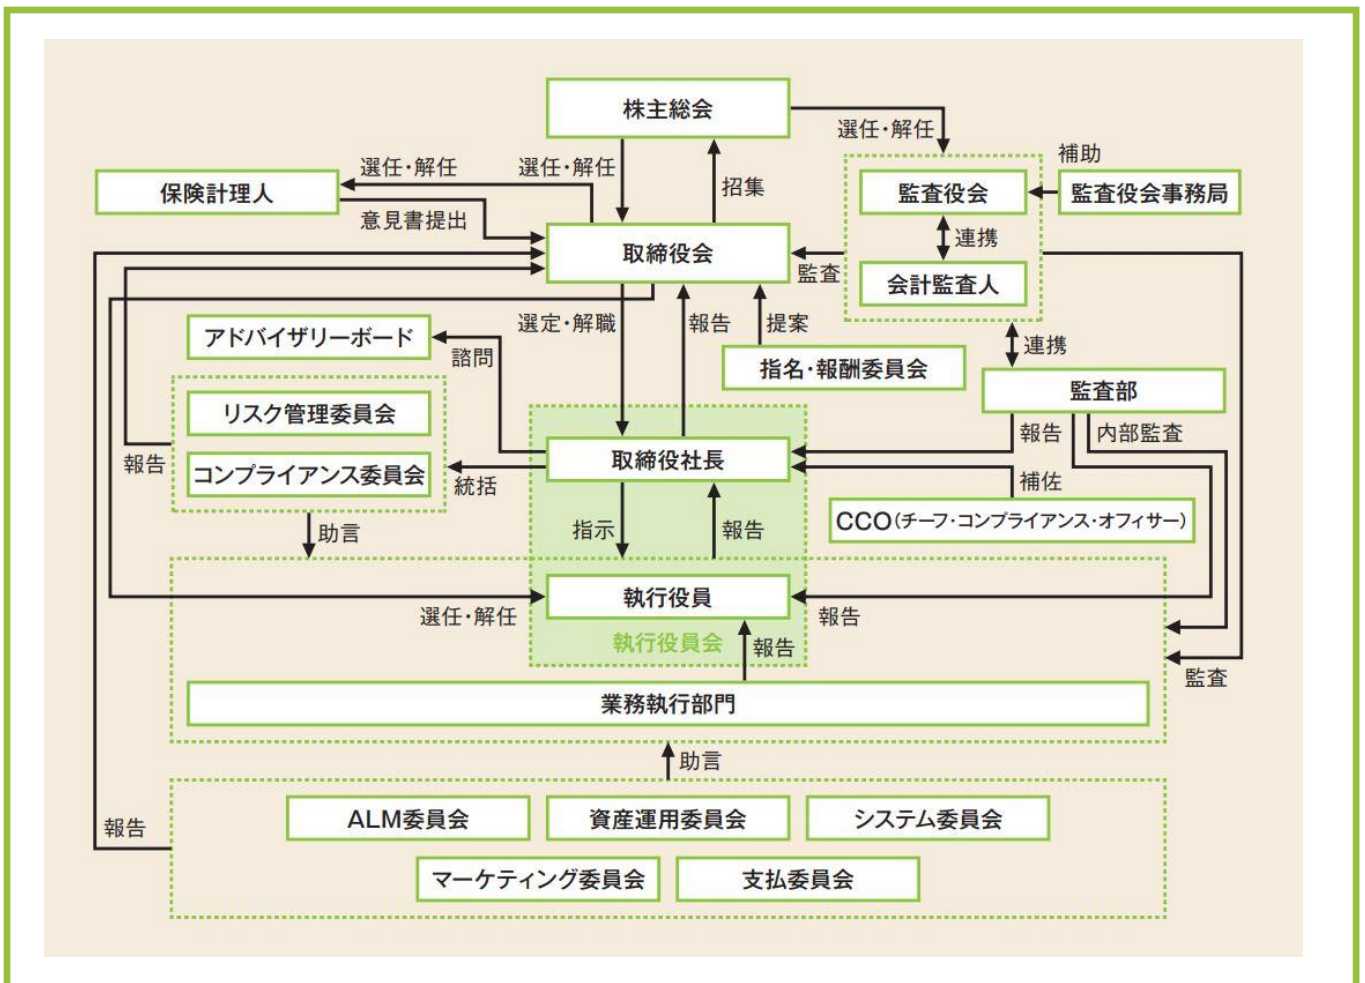 株主総会
選任・解任
補助
選任・解任
選任・解任
招集
保険計理人
監査役会
監査役会事務局
意見書提出
連携
取締役会
監査
会計監査人
選定・解職
報告
提案
アドバイザリーボード
諮問
連携
指名・報酬委員会
監査部
リスク管理委員会
報告
内部監査
取締役社長
報告
コンプライアンス委員会
統括
補佐
CCO(チーフ・コンプライアンス・オフィサー)
助言
指示
報告
執行役員
選任・解任
報告
執行役員会
報告
監査
業務執行部門
助言
ALM委員会
資産運用委員会
システム委員会
報告
マーケティング委員会
支払委員会